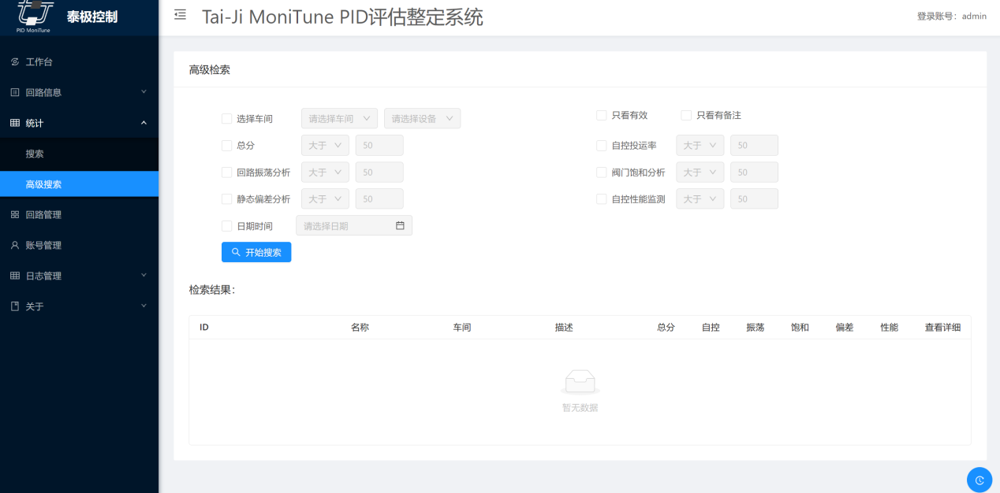 泰极控制
PID MoniTune
Tai-Ji MoniTune PID评估整定系统
登录账号：admin
工作台
回路信息
统计
搜索
高级搜索
回路管理
账号管理
日志管理
关于
高级检索
选择车间 请选择车间 请选择设备 只看有效 只看有备注
总分 大于 50 自控投运率 大于 50
回路振荡分析 大于 50 阀门饱和分析 大于 50
静态偏差分析 大于 50 自控性能监测 大于 50
日期时间 请选择日期
开始搜索
检索结果：
ID 名称 车间 描述 总分 自控 振荡 饱和 偏差 性能 查看详细
暂无数据